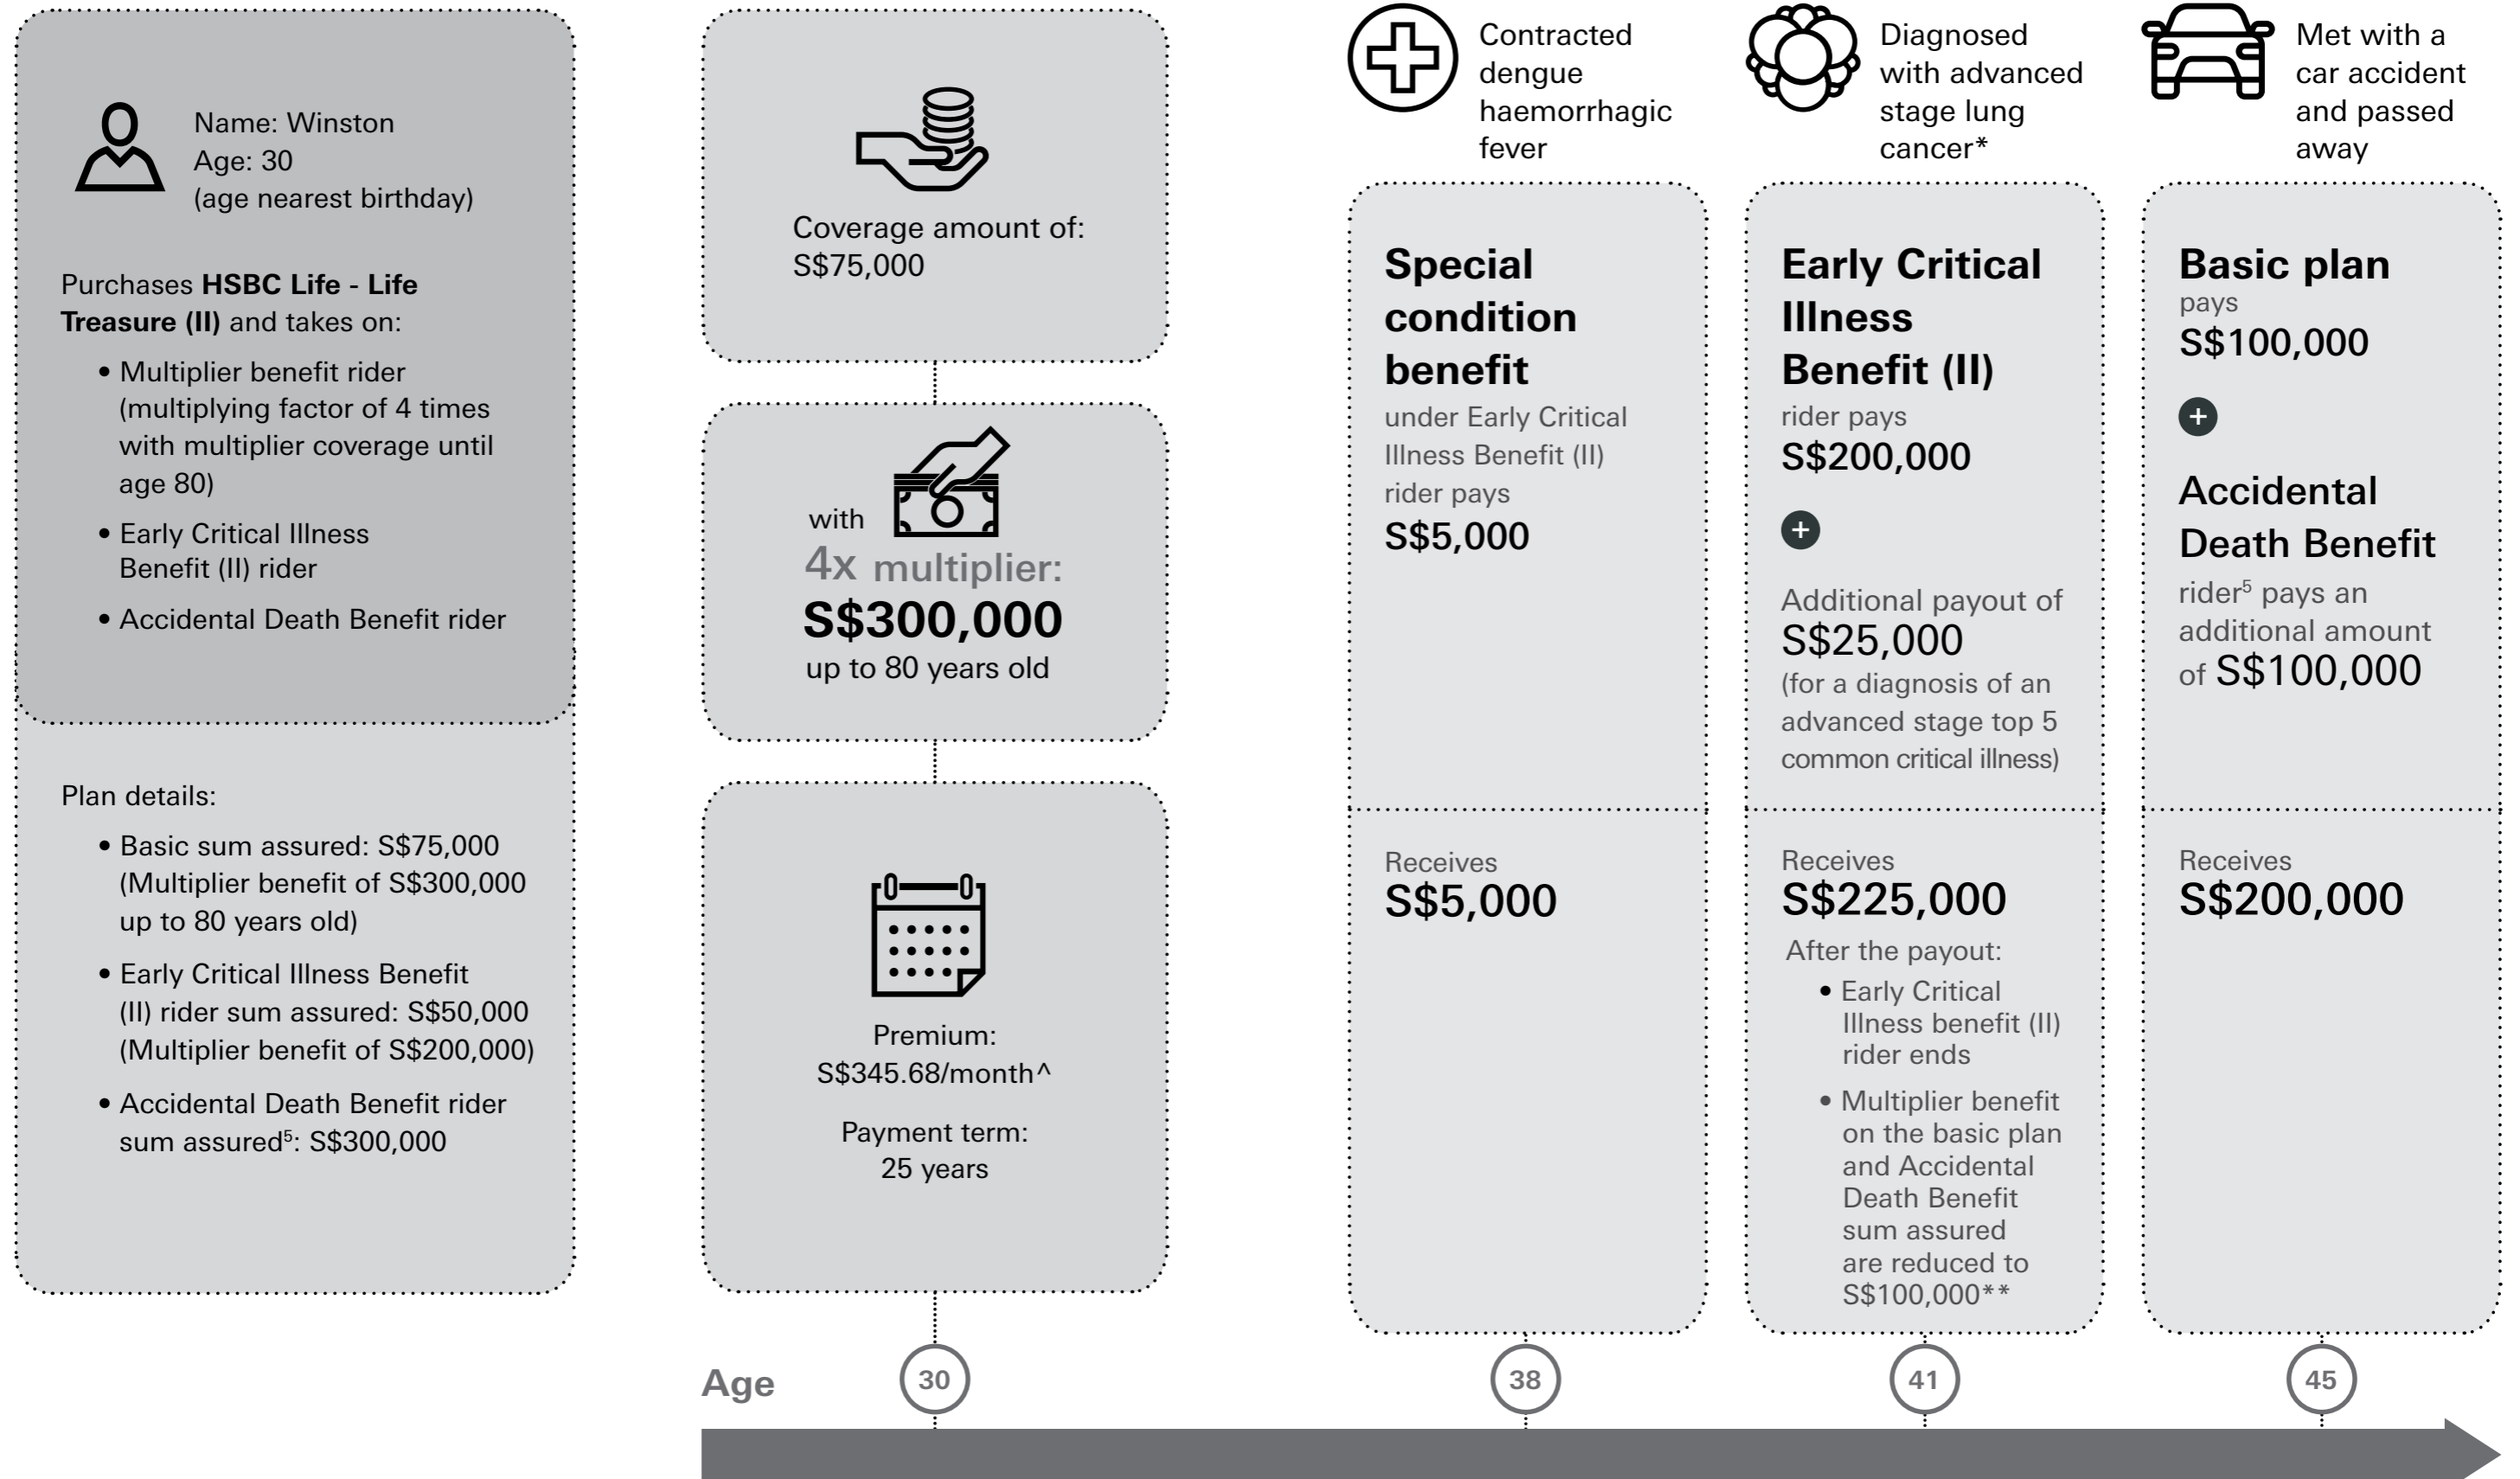 Name: Winston
Age: 30
(age nearest birthday)
Purchases HSBC Life - Life
Treasure (II) and takes on:
• Multiplier benefit rider
(multiplying factor of 4 times
with multiplier coverage until
age 80)
• Early Critical Illness
Benefit (II) rider
• Accidental Death Benefit rider
Plan details:
• Basic sum assured: S$75,000
(Multiplier benefit of S$300,000
up to 80 years old)
• Early Critical Illness Benefit
(II) rider sum assured: S$50,000
(Multiplier benefit of S$200,000)
• Accidental Death Benefit rider
sum assured⁵: S$300,000
Coverage amount of:
S$75,000
with
4x multiplier:
S$300,000
up to 80 years old
Premium:
S$345.68/month^
Payment term:
25 years
Contracted
dengue
haemorrhagic
fever
Special
condition
benefit
under Early Critical
Illness Benefit (II)
rider pays
S$5,000
Receives
S$5,000
Diagnosed
with advanced
stage lung
cancer*
Early Critical
Illness
Benefit (II)
rider pays
S$200,000
+
Additional payout of
S$25,000
(for a diagnosis of an
advanced stage top 5
common critical illness)
Receives
S$225,000
After the payout:
• Early Critical
Illness benefit (II)
rider ends
• Multiplier benefit
on the basic plan
and Accidental
Death Benefit
sum assured
are reduced to
S$100,000**
Met with a
car accident
and passed
away
Basic plan
pays
S$100,000
+
Accidental
Death Benefit
rider⁵ pays an
additional amount
of S$100,000
Receives
S$200,000
Age 30 38 41 45